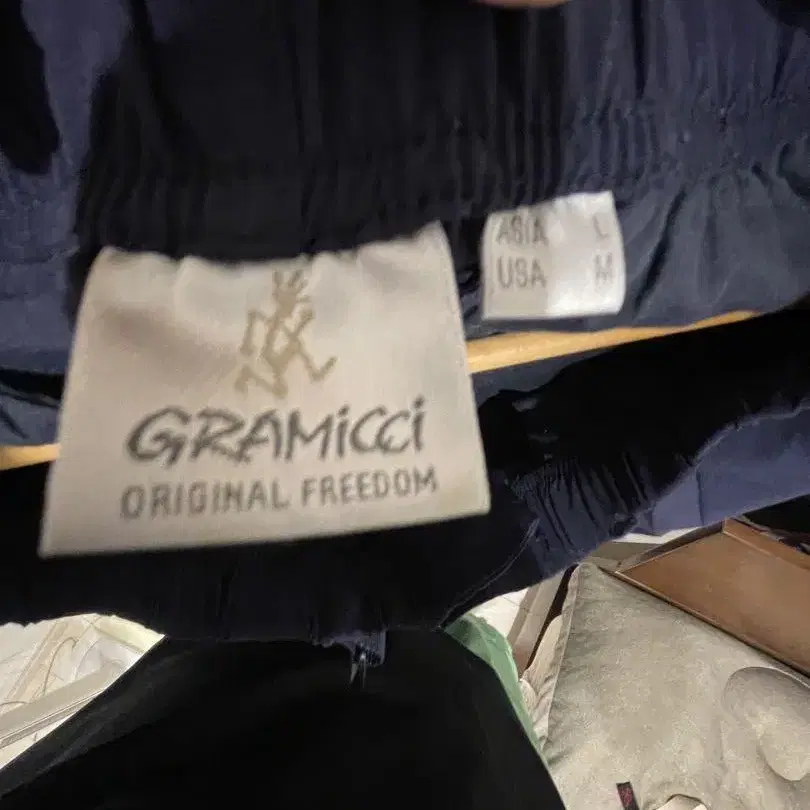 ASIA L
USA M
GRAMiCCi
ORIGINAL FREEDOM